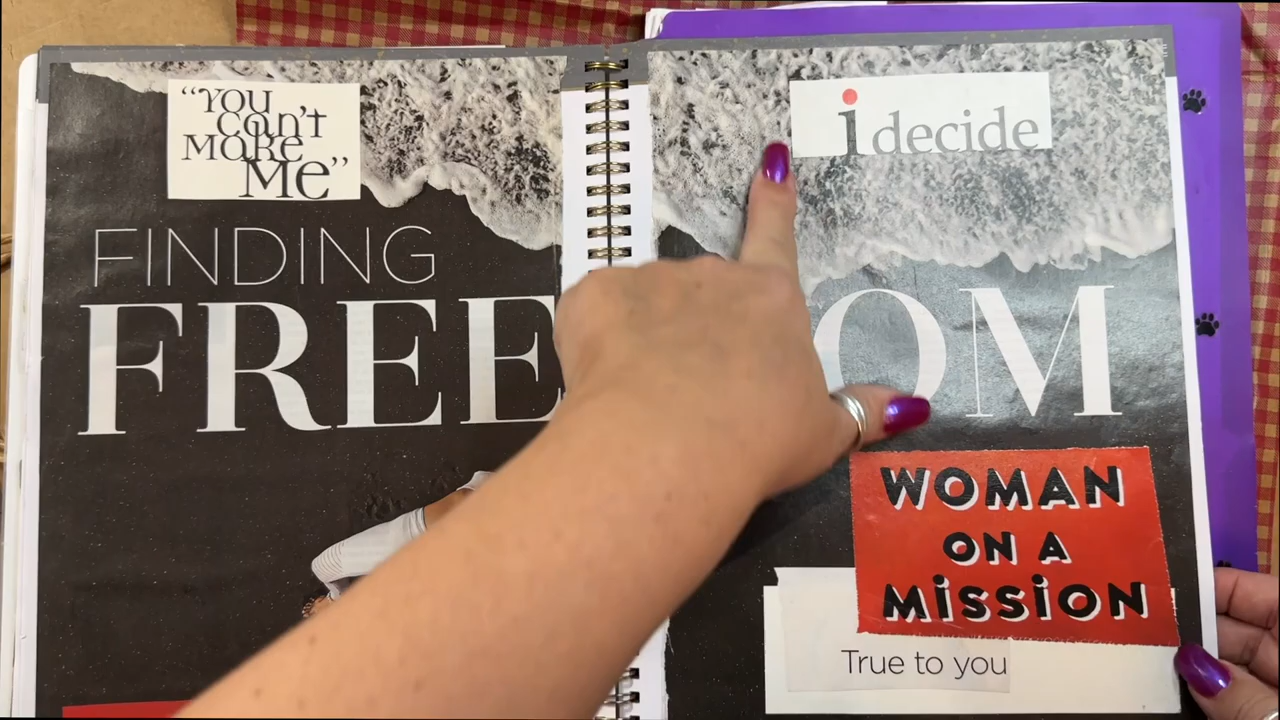 "You
can't
Make
Me"
FINDING
FREE
OM
i decide
WOMAN
ON A
MiSSiON
True to you